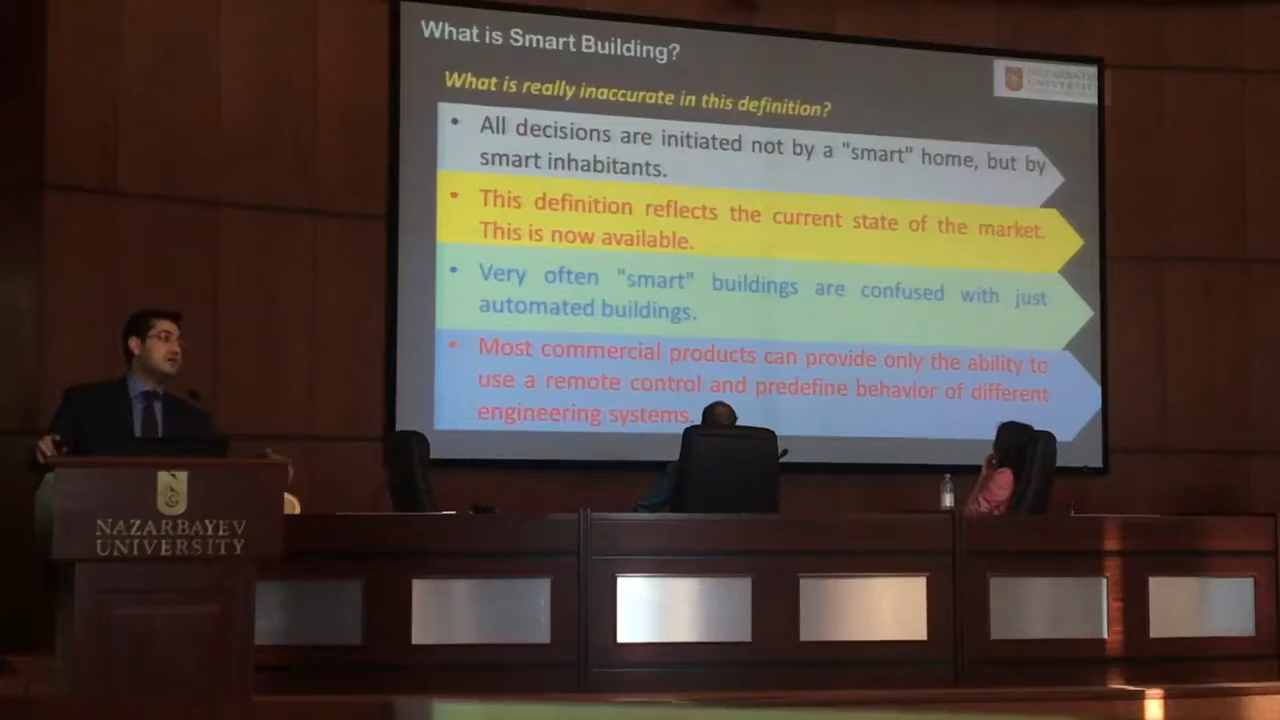 What is Smart Building?
NAZARBAYEV
UNIVERSITY
What is really inaccurate in this definition?
• All decisions are initiated not by a "smart" home, but by
smart inhabitants.
• This definition reflects the current state of the market.
This is now available.
• Very often "smart" buildings are confused with just
automated buildings.
• Most commercial products can provide only the ability to
use a remote control and predefine behavior of different
engineering systems.
NAZARBAYEV
UNIVERSITY